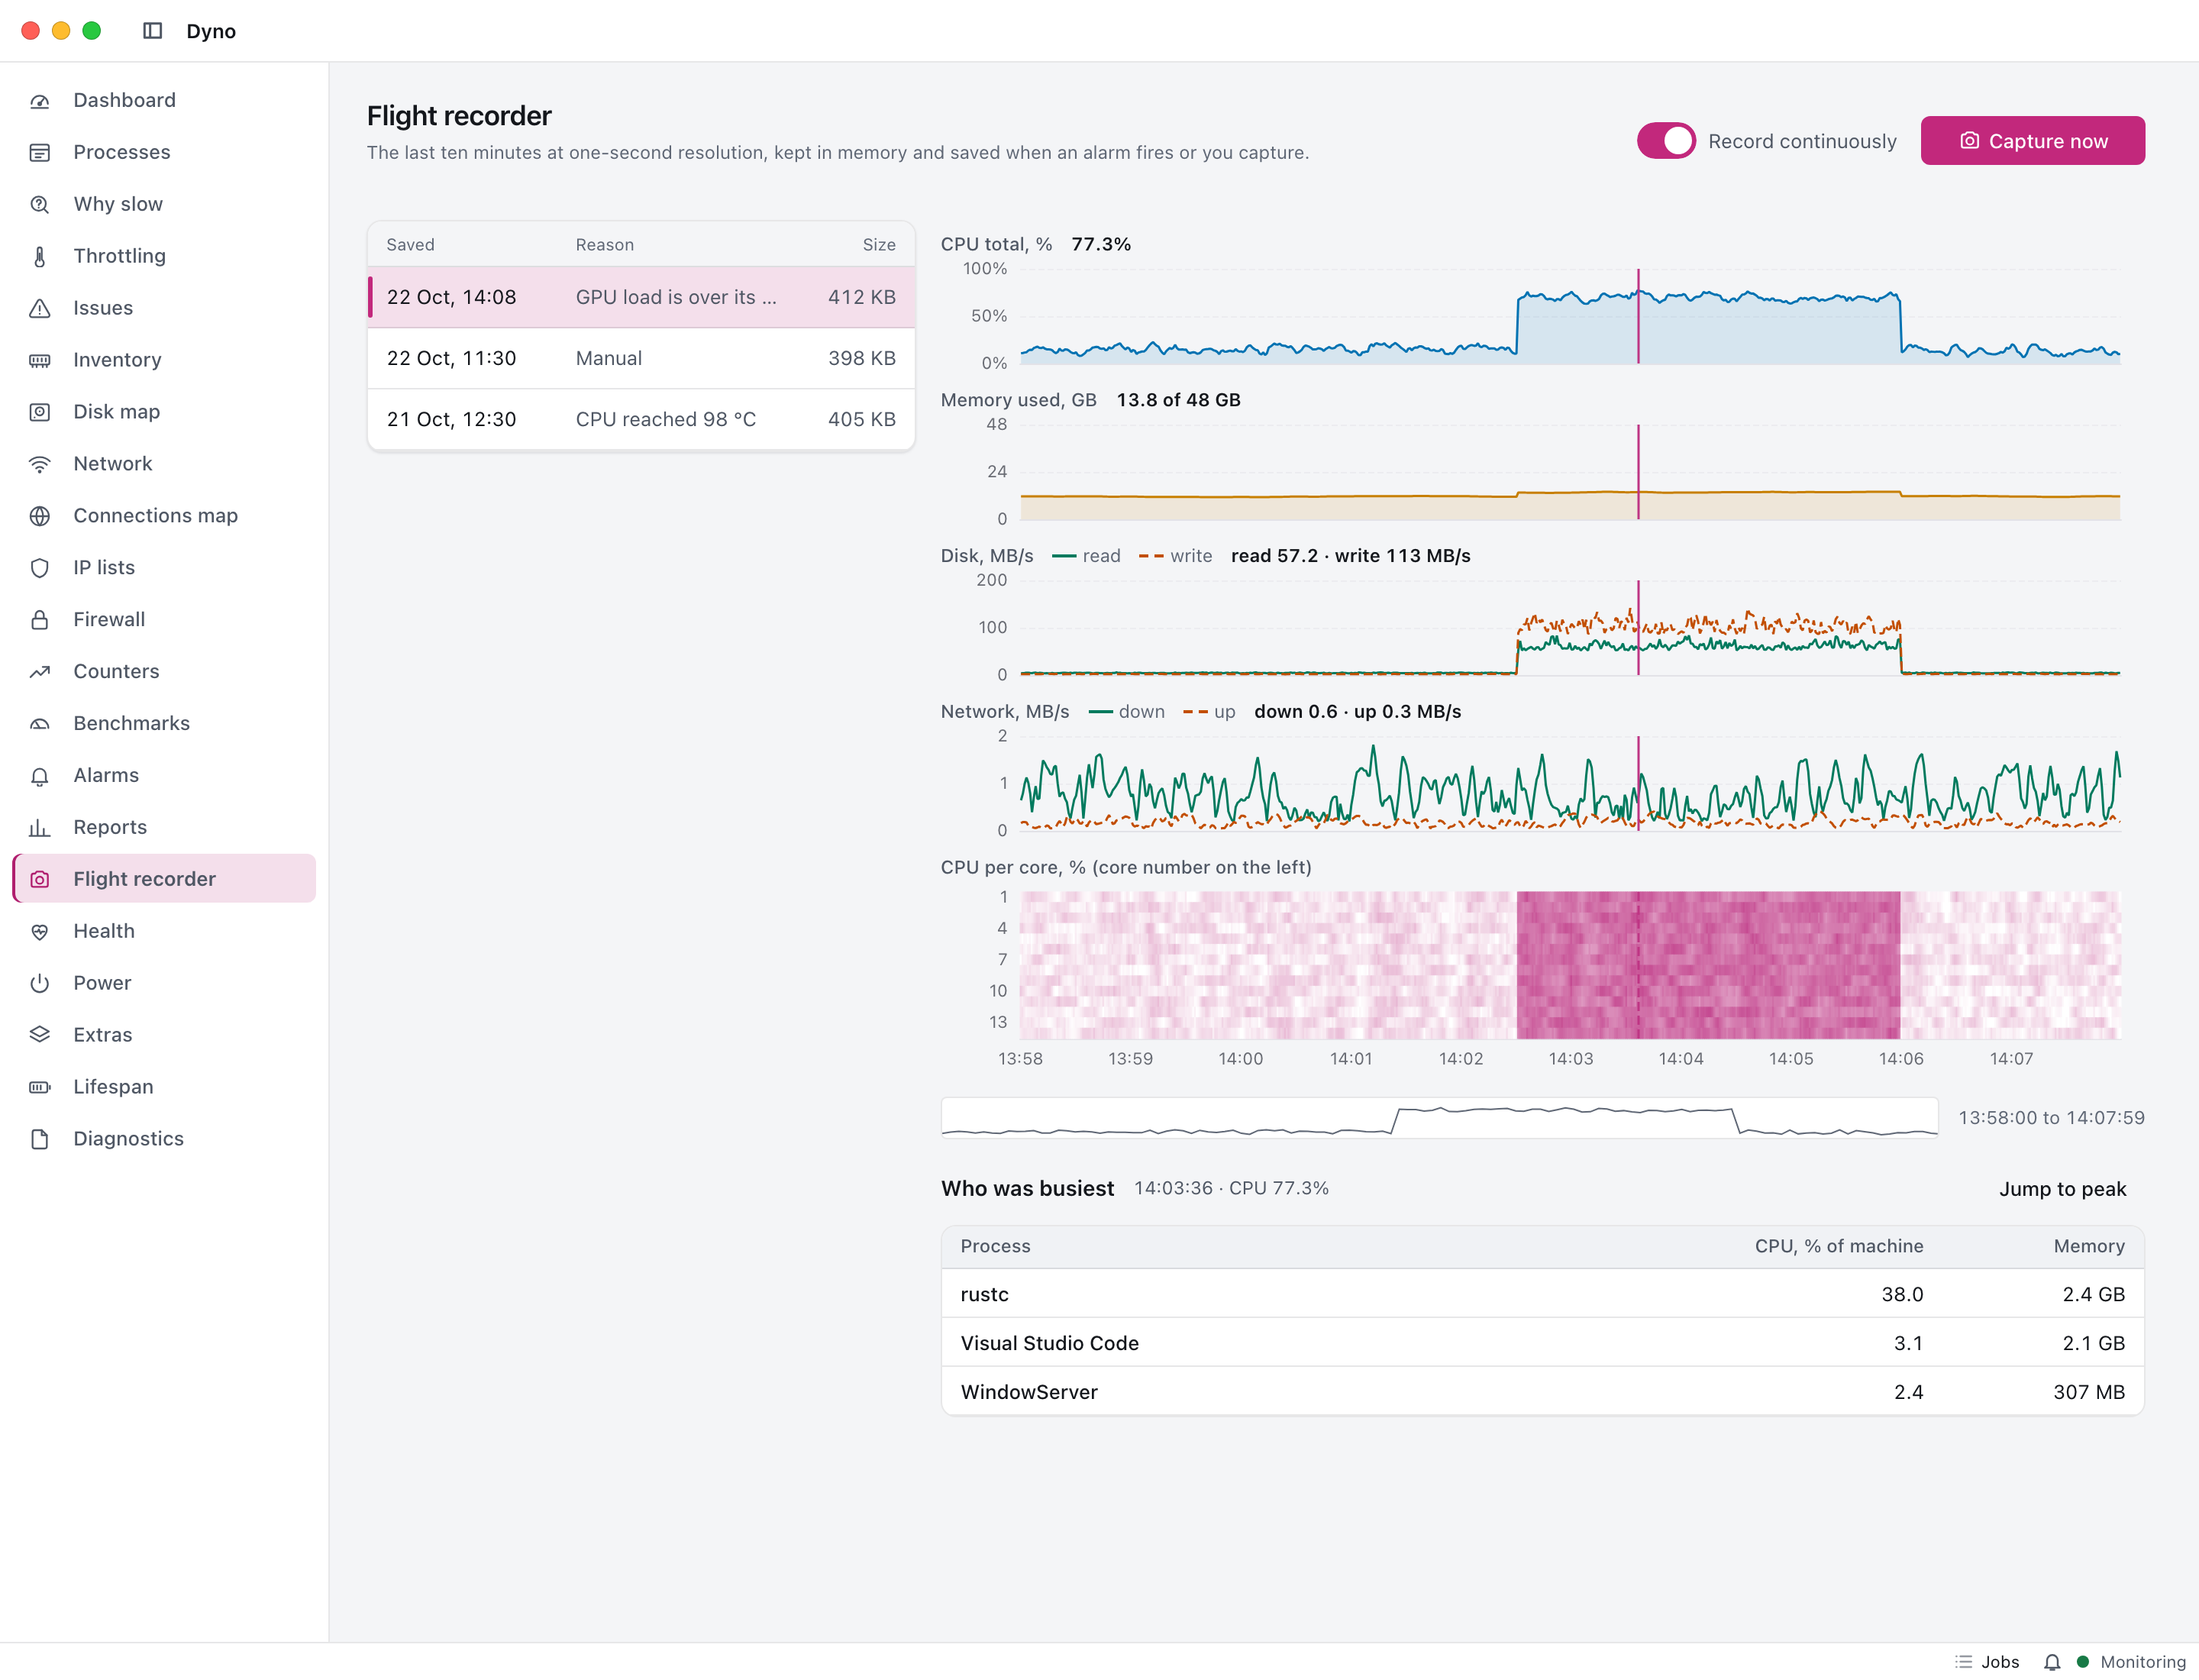 Dyno
Dashboard
Processes
Why slow
Throttling
Issues
Inventory
Disk map
Network
Connections map
IP lists
Firewall
Counters
Benchmarks
Alarms
Reports
Flight recorder
Health
Power
Extras
Lifespan
Diagnostics
Flight recorder
The last ten minutes at one-second resolution, kept in memory and saved when an alarm fires or you capture.
Record continuously
Capture now
Saved Reason Size
22 Oct, 14:08 GPU load is over its ... 412 KB
22 Oct, 11:30 Manual 398 KB
21 Oct, 12:30 CPU reached 98 °C 405 KB
CPU total, % 77.3%
100%
50%
0%
Memory used, GB 13.8 of 48 GB
48
24
0
Disk, MB/s read write read 57.2 · write 113 MB/s
200
100
0
Network, MB/s down up down 0.6 · up 0.3 MB/s
2
1
0
CPU per core, % (core number on the left)
1
4
7
10
13
13:58 13:59 14:00 14:01 14:02 14:03 14:04 14:05 14:06 14:07
13:58:00 to 14:07:59
Who was busiest 14:03:36 · CPU 77.3% Jump to peak
Process CPU, % of machine Memory
rustc 38.0 2.4 GB
Visual Studio Code 3.1 2.1 GB
WindowServer 2.4 307 MB
Jobs Monitoring